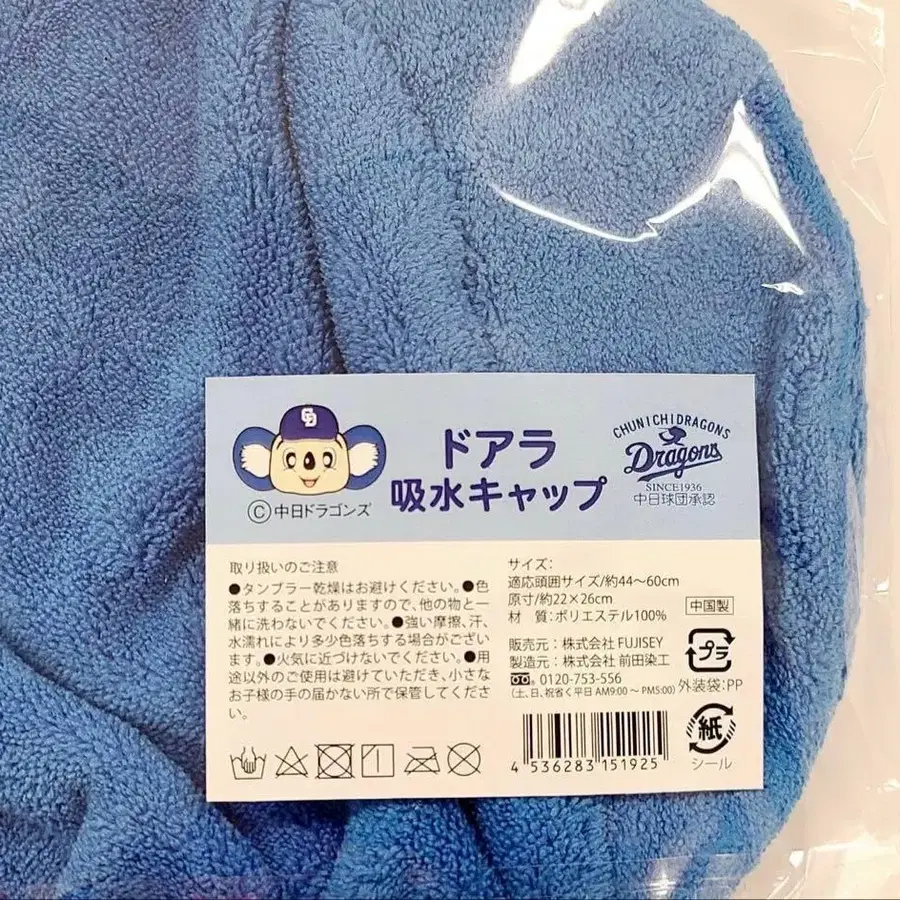 CD
©中日ドラゴンズ
ドアラ
吸水キャップ
CHUNICHI DRAGONS
Dragons
SINCE1936
中日球団承認
取り扱いのご注意
●タンブラー乾燥はお避けください。●色
落ちすることがありますので、他の物と一
緒に洗わないでください。●強い摩擦、汗、
水濡れにより多少色落ちする場合がござい
ます。●火気に近づけないでください。●用
途以外のご使用は避けていただき、小さな
お子様の手の届かない所で保管してくださ
い。
サイズ:
適応頭囲サイズ/約44〜60cm
原寸/約22×26cm
材 質:ポリエステル100%
販売元:株式会社 FUJISEY
製造元:株式会社 前田染工
0120-753-556
(土、日、祝省く平日 AM9:00 〜 PM5:00)
4 536283 151925
中国製
プラ
外装袋:PP
紙
シール